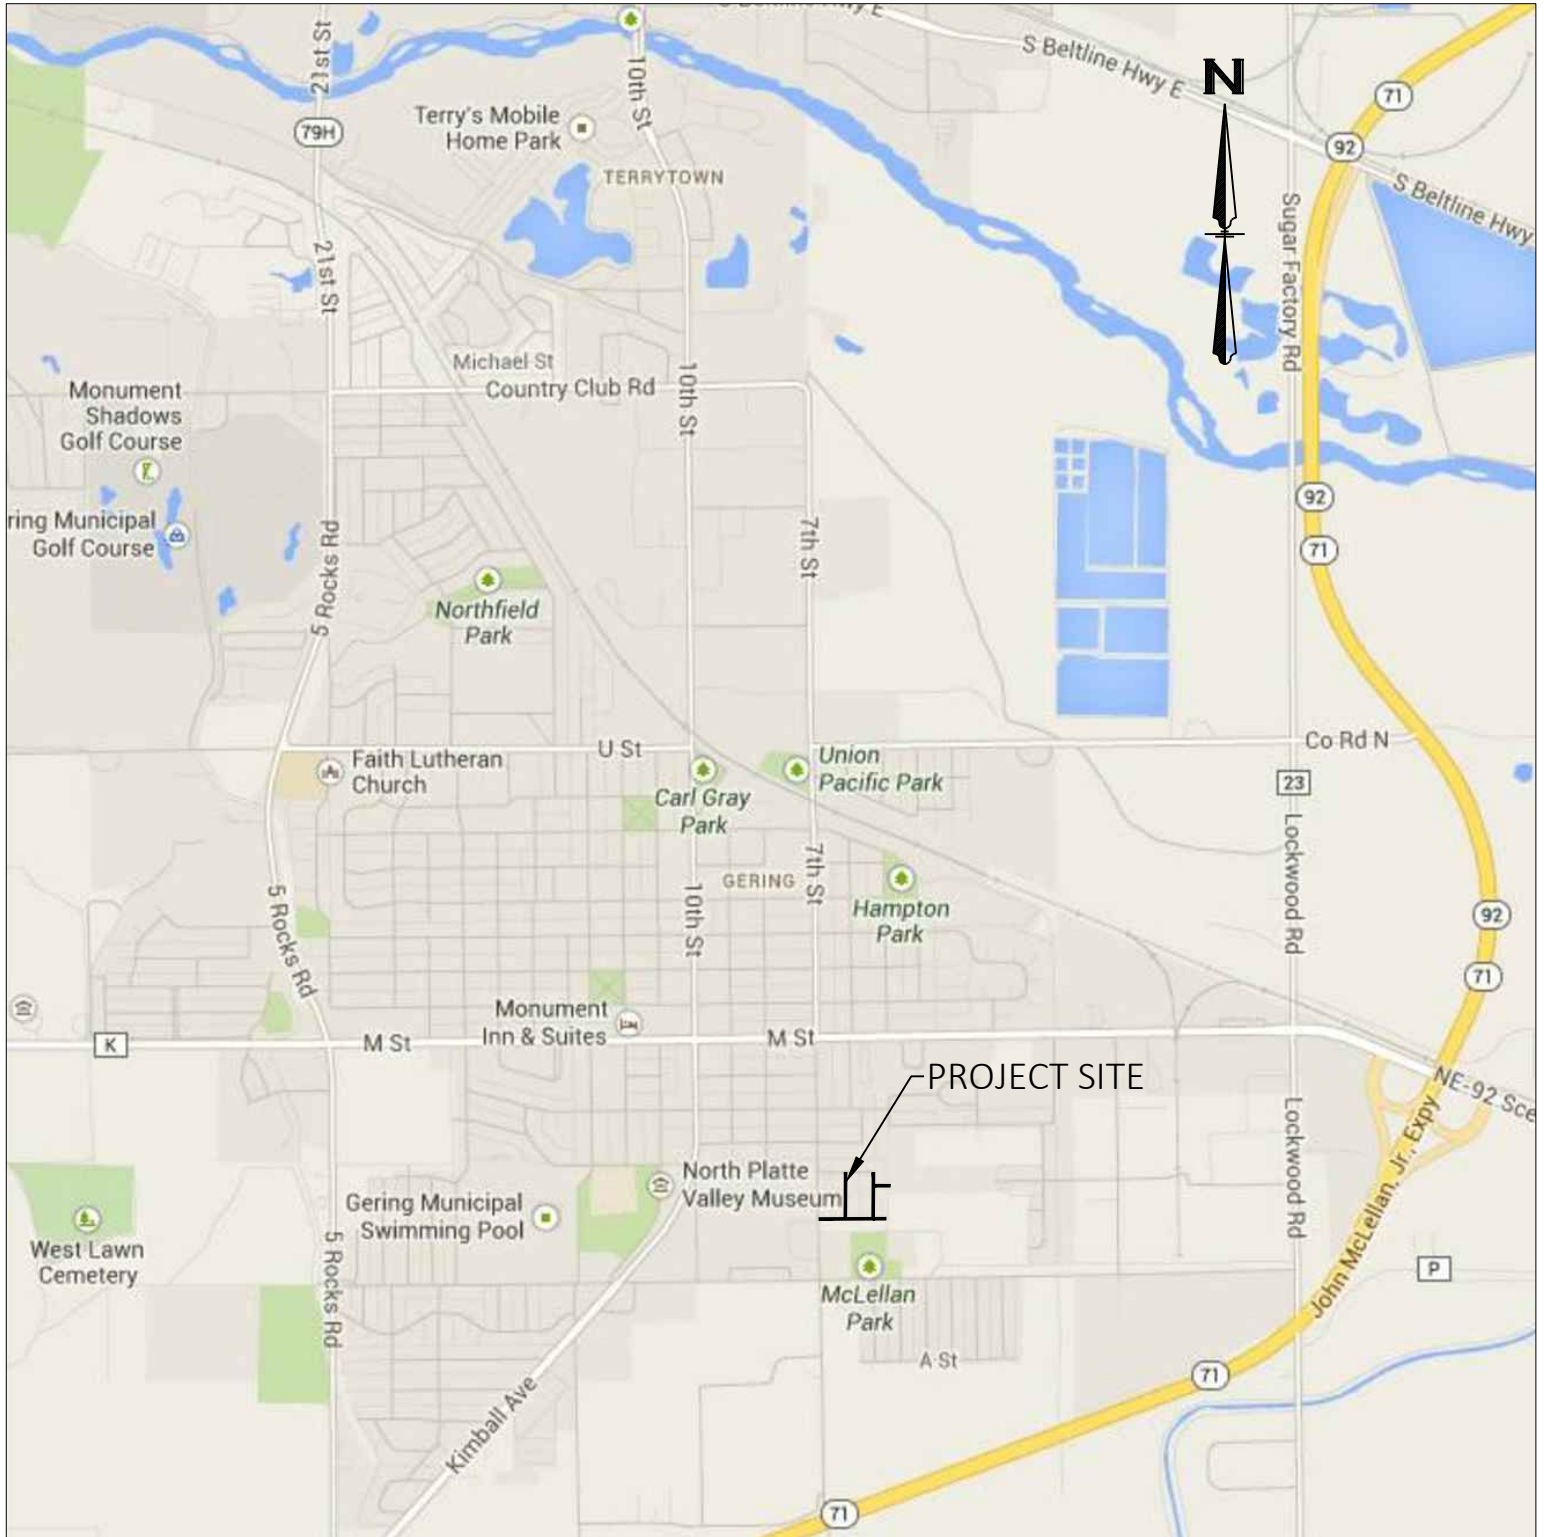 S Beltline Hwy E
S Beltline Hwy E
N
71
21st St
10th St
Terry's Mobile
Home Park
79H
92
TERRYTOWN
S Beltline Hwy
Sugar Factory Rd
21st St
Michael St
Country Club Rd
10th St
Monument
Shadows
Golf Course
92
ring Municipal
Golf Course
5 Rocks Rd
7th St
71
Northfield
Park
U St
Co Rd N
Faith Lutheran
Church
Union
Pacific Park
23
Carl Gray
Park
Lockwood Rd
7th St
GERING
10th St
5 Rocks Rd
Hampton
Park
92
71
Monument
Inn & Suites
K
M St
M St
PROJECT SITE
NE-92 Sce
Lockwood Rd
John McLellan, Jr., Expy
North Platte
Valley Museum
Gering Municipal
Swimming Pool
West Lawn
Cemetery
5 Rocks Rd
P
McLellan
Park
A St
71
Kimball Ave
71